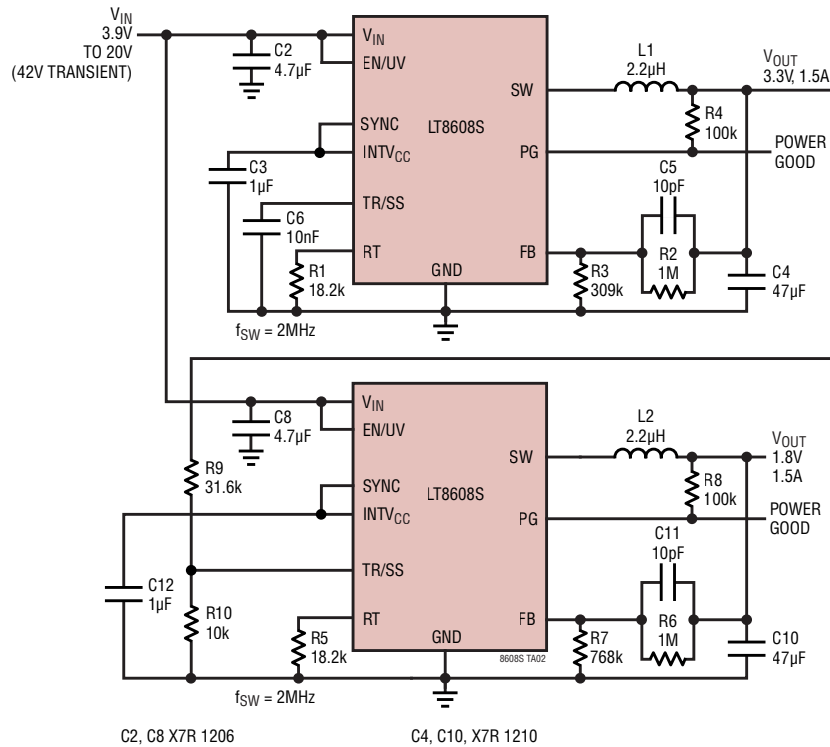 VIN
3.9V
TO 20V
(42V TRANSIENT)
C2
4.7µF
VIN
EN/UV
SYNC
INTVCC
TR/SS
RT
LT8608S
GND
SW
PG
FB
C3
1µF
C6
10nF
R1
18.2k
fSW = 2MHz
L1
2.2µH
VOUT
3.3V, 1.5A
R4
100k
POWER
GOOD
C5
10pF
R2
1M
R3
309k
C4
47µF
C8
4.7µF
R9
31.6k
C12
1µF
R10
10k
R5
18.2k
fSW = 2MHz
VIN
EN/UV
SYNC
INTVCC
TR/SS
RT
LT8608S
GND
SW
PG
FB
8608S TA02
L2
2.2µH
VOUT
1.8V
1.5A
R8
100k
POWER
GOOD
C11
10pF
R6
1M
R7
768k
C10
47µF
C2, C8 X7R 1206
C4, C10, X7R 1210